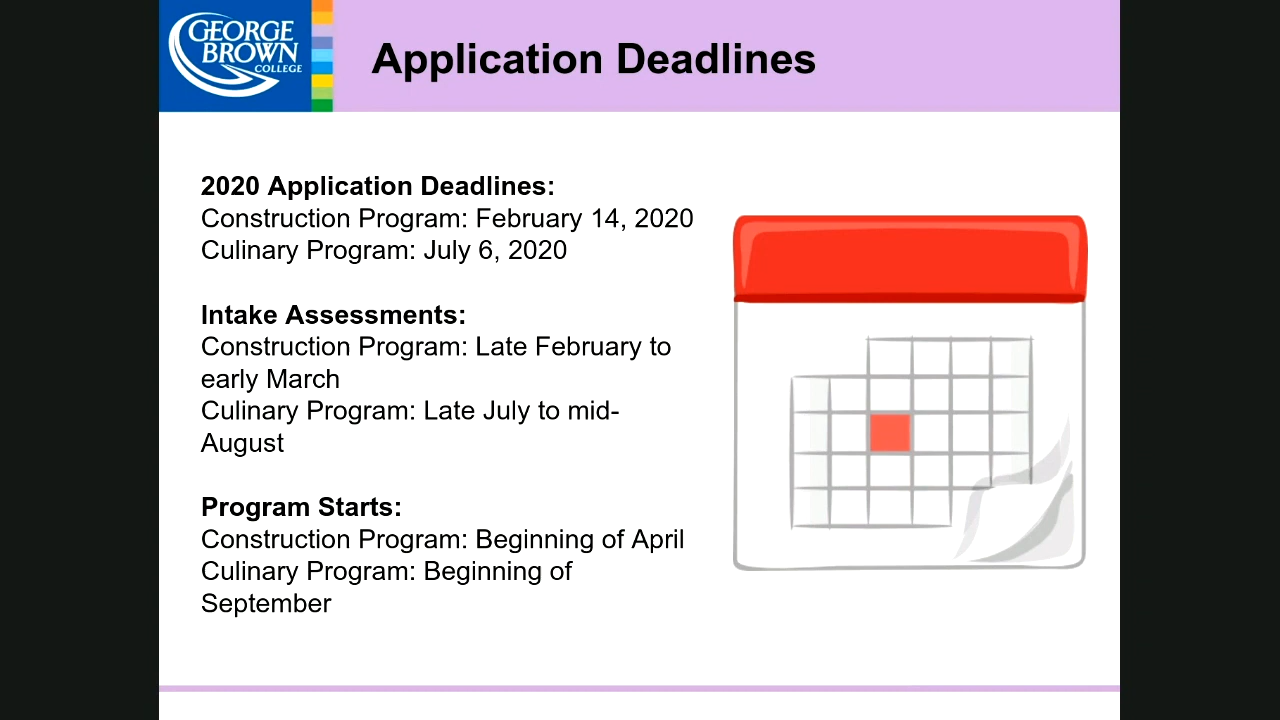 GEORGE
BROWN
COLLEGE
Application Deadlines
2020 Application Deadlines:
Construction Program: February 14, 2020
Culinary Program: July 6, 2020
Intake Assessments:
Construction Program: Late February to
early March
Culinary Program: Late July to mid-
August
Program Starts:
Construction Program: Beginning of April
Culinary Program: Beginning of
September